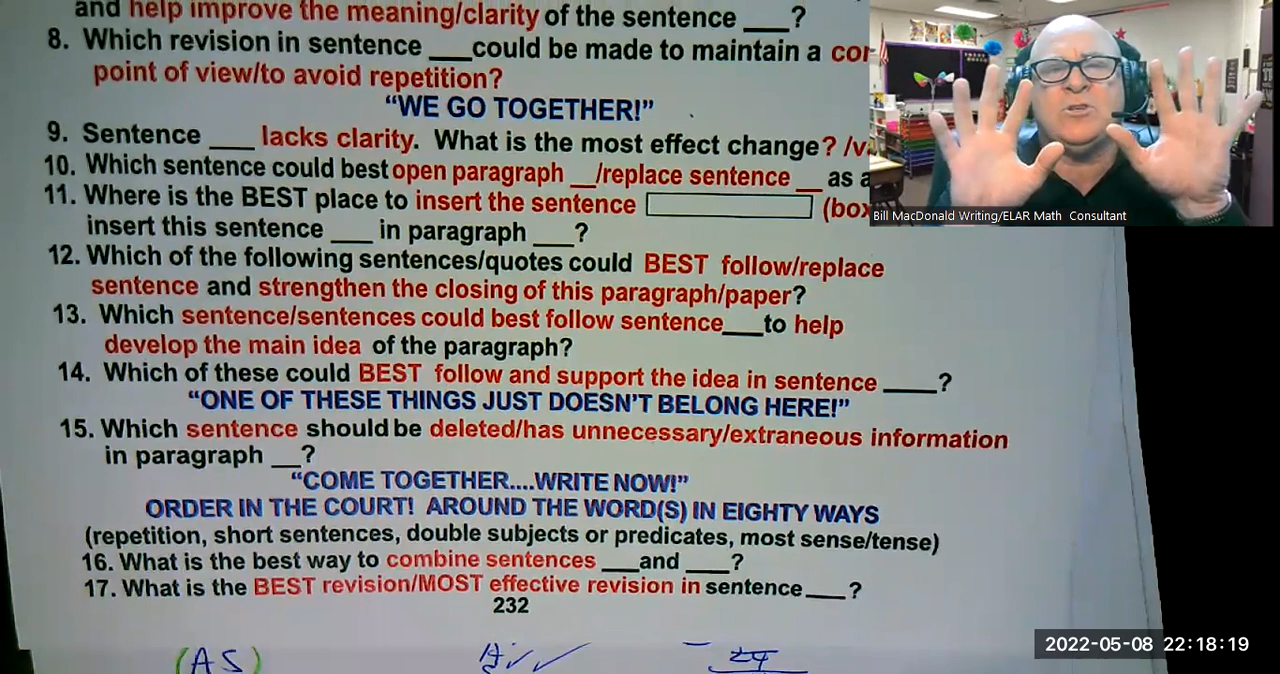 and help improve the meaning/clarity of the sentence ___?
8. Which revision in sentence ___could be made to maintain a
point of view/to avoid repetition?
“WE GO TOGETHER!”
9. Sentence ___ lacks clarity. What is the most effect change?
10. Which sentence could best open paragraph __/replace sentence __ as a
11. Where is the BEST place to insert the sentence (box
insert this sentence ___ in paragraph ___?
12. Which of the following sentences/quotes could BEST follow/replace
sentence and strengthen the closing of this paragraph/paper?
13. Which sentence/sentences could best follow sentence___to help
develop the main idea of the paragraph?
14. Which of these could BEST follow and support the idea in sentence ____?
“ONE OF THESE THINGS JUST DOESN’T BELONG HERE!”
15. Which sentence should be deleted/has unnecessary/extraneous information
in paragraph __?
“COME TOGETHER....WRITE NOW!”
ORDER IN THE COURT! AROUND THE WORD(S) IN EIGHTY WAYS
(repetition, short sentences, double subjects or predicates, most sense/tense)
16. What is the best way to combine sentences ___and ___?
17. What is the BEST revision/MOST effective revision in sentence___?
232
(AS)
Bill MacDonald Writing/ELAR Math Consultant
2022-05-08 22:18:19